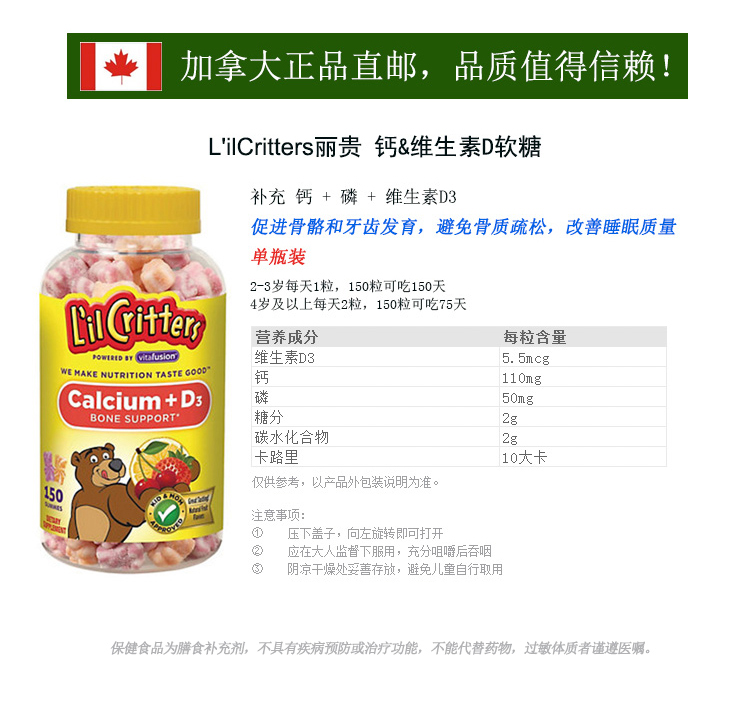 加拿大正品直邮，品质值得信赖！
L'ilCritters丽贵 钙&维生素D软糖
补充 钙 + 磷 + 维生素D3
促进骨骼和牙齿发育，避免骨质疏松，改善睡眠质量
单瓶装
2-3岁每天1粒，150粒可吃150天
4岁及以上每天2粒，150粒可吃75天
营养成分 每粒含量
维生素D3 5.5mcg
钙 110mg
磷 50mg
糖分 2g
碳水化合物 2g
卡路里 10大卡
仅供参考，以产品外包装说明为准。
注意事项：
① 压下盖子，向左旋转即可打开
② 应在大人监督下服用，充分咀嚼后吞咽
③ 阴凉干燥处妥善存放，避免儿童自行取用
L'il Critters
POWERED BY vitafusion
WE MAKE NUTRITION TASTE GOOD™
Calcium + D3
BONE SUPPORT*
150
GUMMIES
DIETARY
SUPPLEMENT
KID & MOM
APPROVED
Great Tasting!
Natural Fruit
Flavors
保健食品为膳食补充剂，不具有疾病预防或治疗功能，不能代替药物，过敏体质者谨遵医嘱。